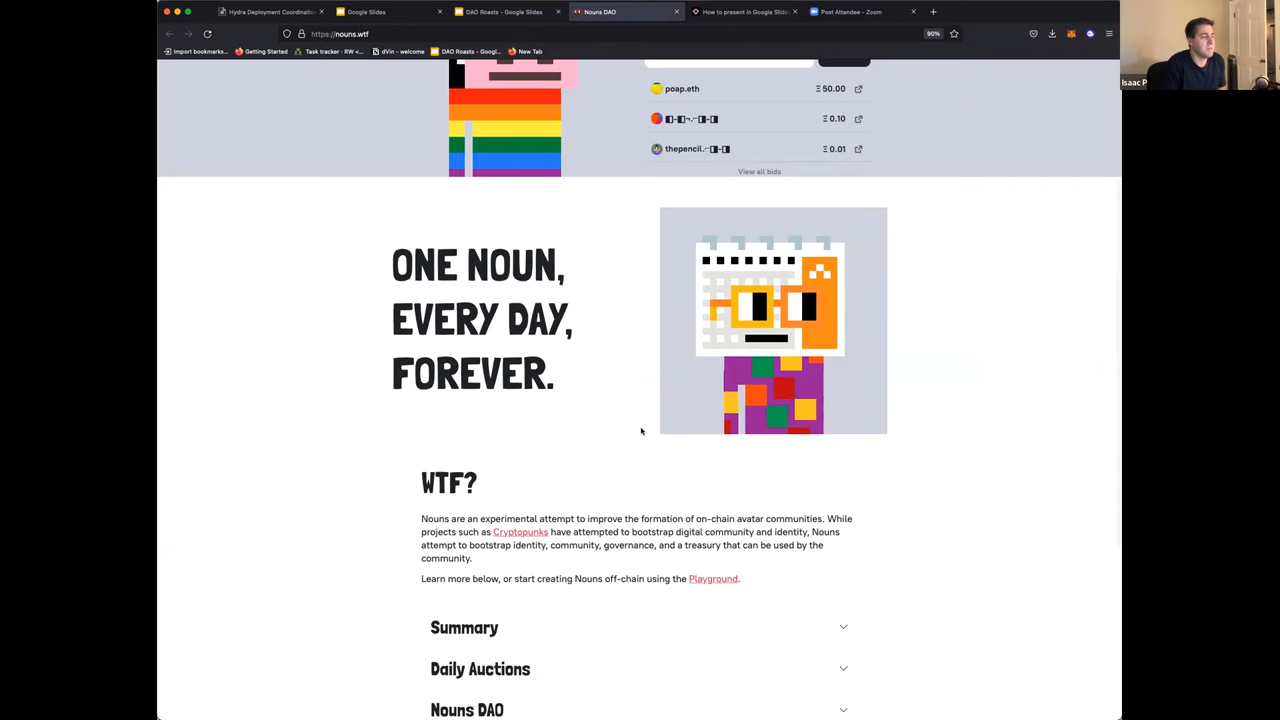 Hydra Deployment Coordination
Google Slides
DAO Roasts - Google Slides
Nouns DAO
How to present in Google Slides
Post Attendee - Zoom
https://nouns.wtf
90%
Import bookmarks...
Getting Started
Task tracker - RW <...
dVin - welcome
DAO Roasts - Googl...
New Tab
Isaac P
poap.eth
Ξ 50.00
Ξ 0.10
thepencil.⌐◨-◨
Ξ 0.01
View all bids
ONE NOUN,
EVERY DAY,
FOREVER.
WTF?
Nouns are an experimental attempt to improve the formation of on-chain avatar communities. While
projects such as Cryptopunks have attempted to bootstrap digital community and identity, Nouns
attempt to bootstrap identity, community, governance, and a treasury that can be used by the
community.
Learn more below, or start creating Nouns off-chain using the Playground.
Summary
Daily Auctions
Nouns DAO